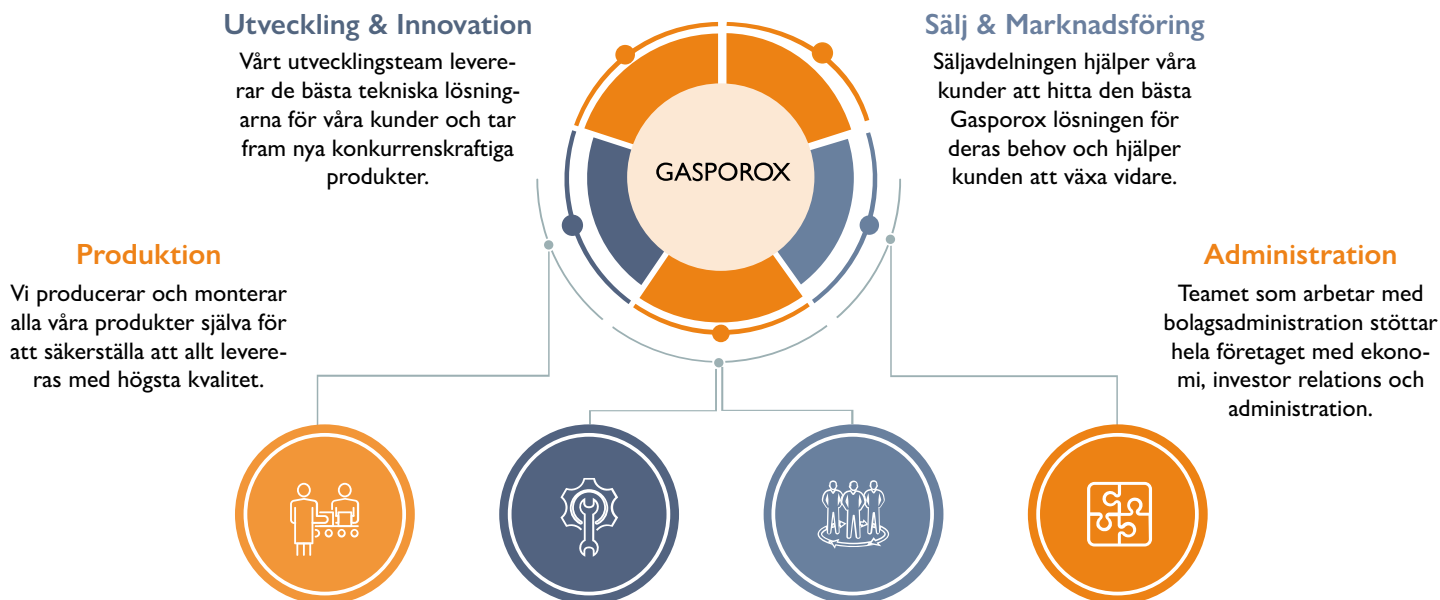 Utveckling & Innovation
Vårt utvecklingsteam levere-
rar de bästa tekniska lösning-
arna för våra kunder och tar
fram nya konkurrenskraftiga
produkter.
GASPOROX
Sälj & Marknadsföring
Säljavdelningen hjälper våra
kunder att hitta den bästa
Gasporox lösningen för
deras behov och hjälper
kunden att växa vidare.
Produktion
Vi producerar och monterar
alla våra produkter själva för
att säkerställa att allt levere-
ras med högsta kvalitet.
Administration
Teamet som arbetar med
bolagsadministration stöttar
hela företaget med ekono-
mi, investor relations och
administration.